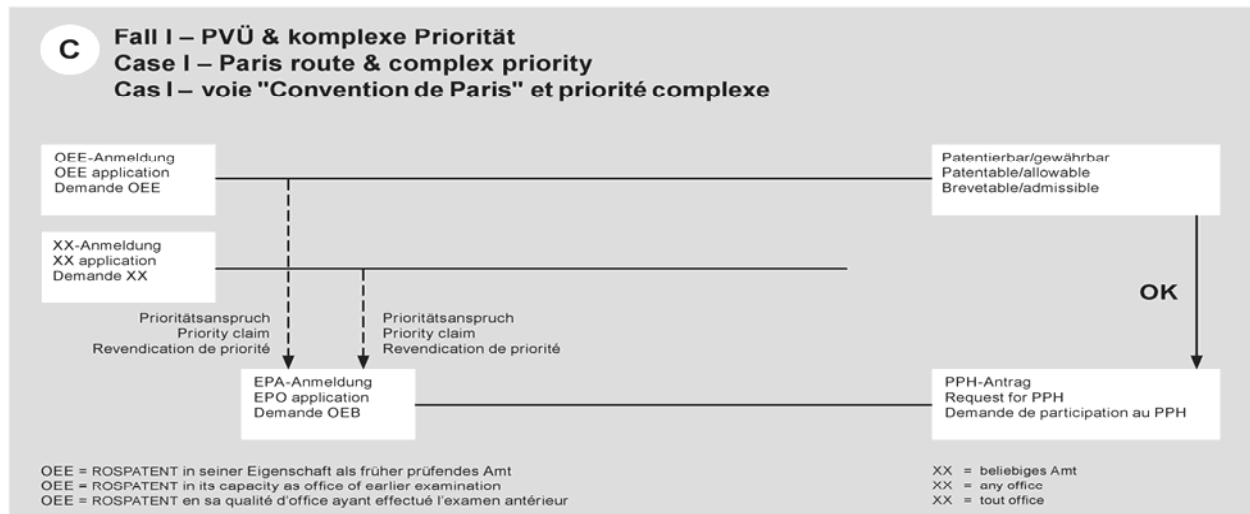 C
Fall I – PVÜ & komplexe Priorität
Case I – Paris route & complex priority
Cas I – voie "Convention de Paris" et priorité complexe
OEE-Anmeldung
OEE application
Demande OEE
Patentierbar/gewährbar
Patentable/allowable
Brevetable/admissible
XX-Anmeldung
XX application
Demande XX
OK
Prioritätsanspruch
Priority claim
Revendication de priorité
Prioritätsanspruch
Priority claim
Revendication de priorité
EPA-Anmeldung
EPO application
Demande OEB
PPH-Antrag
Request for PPH
Demande de participation au PPH
OEE = ROSPATENT in seiner Eigenschaft als früher prüfendes Amt
OEE = ROSPATENT in its capacity as office of earlier examination
OEE = ROSPATENT en sa qualité d'office ayant effectué l'examen antérieur
XX = beliebiges Amt
XX = any office
XX = tout office